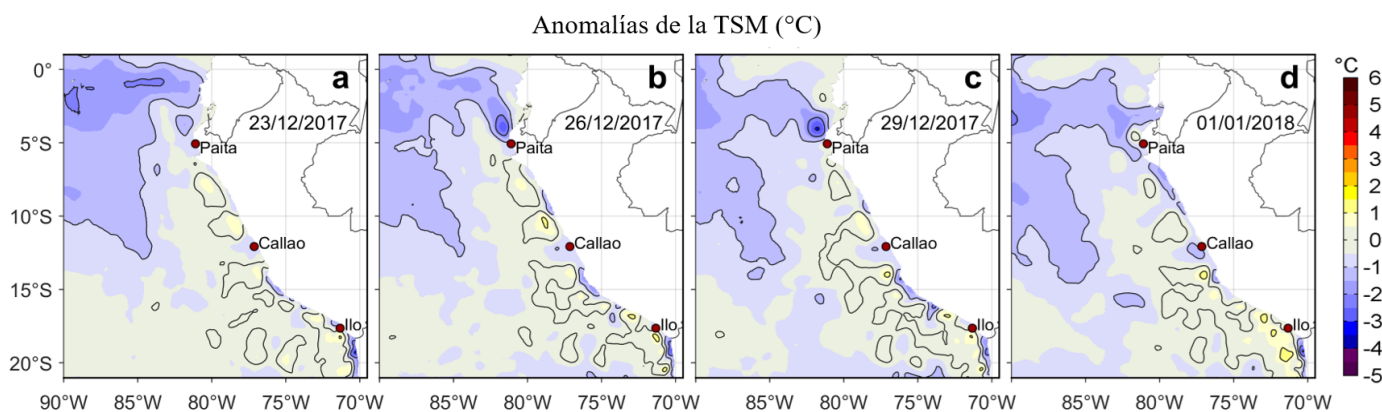 Anomalías de la TSM (°C)
a
b
c
d
°C
0°
5°S
10°S
15°S
20°S
23/12/2017
26/12/2017
29/12/2017
01/01/2018
Paita
Paita
Paita
Paita
Callao
Callao
Callao
Callao
Ilo
Ilo
Ilo
Ilo
90°W 85°W 80°W 75°W 70°W
85°W 80°W 75°W 70°W
85°W 80°W 75°W 70°W
85°W 80°W 75°W 70°W
6
5
4
3
2
1
0
-1
-2
-3
-4
-5